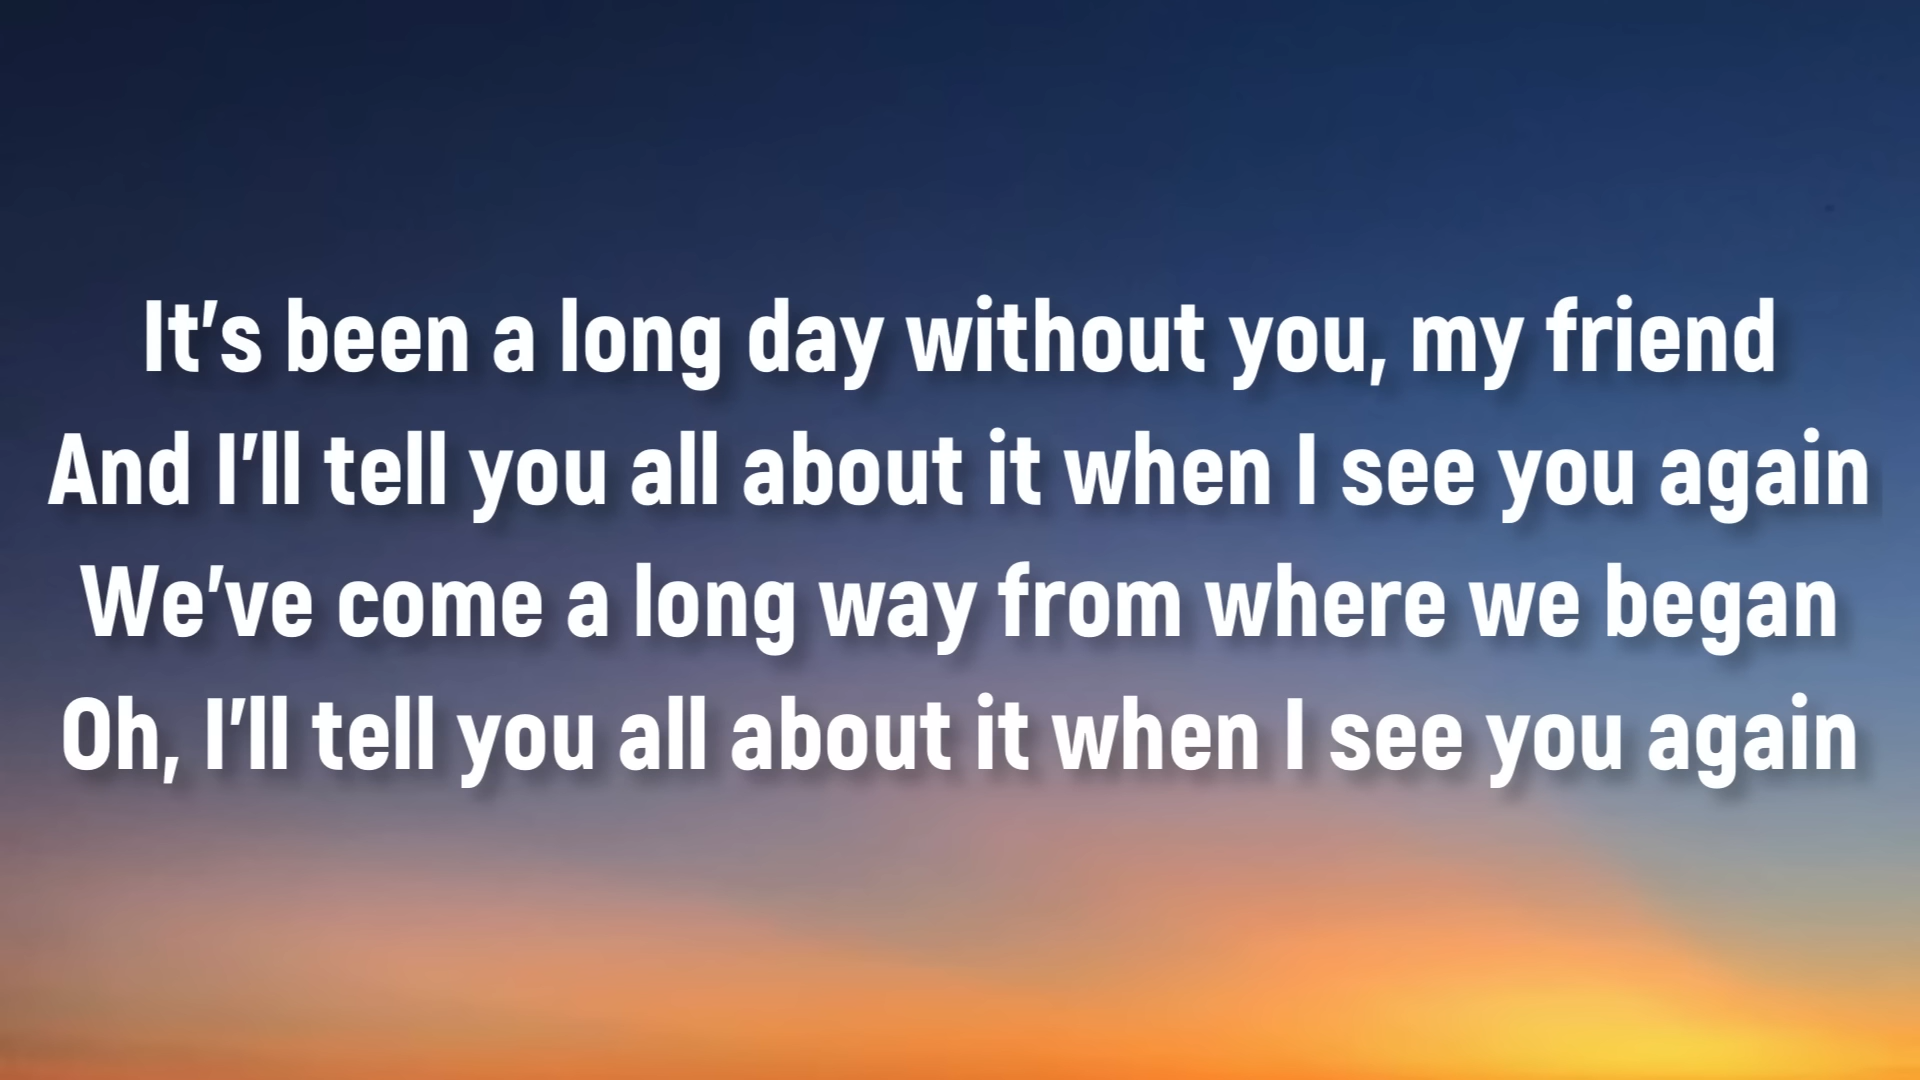 It's been a long day without you, my friend
And I'll tell you all about it when I see you again
We've come a long way from where we began
Oh, I'll tell you all about it when I see you again